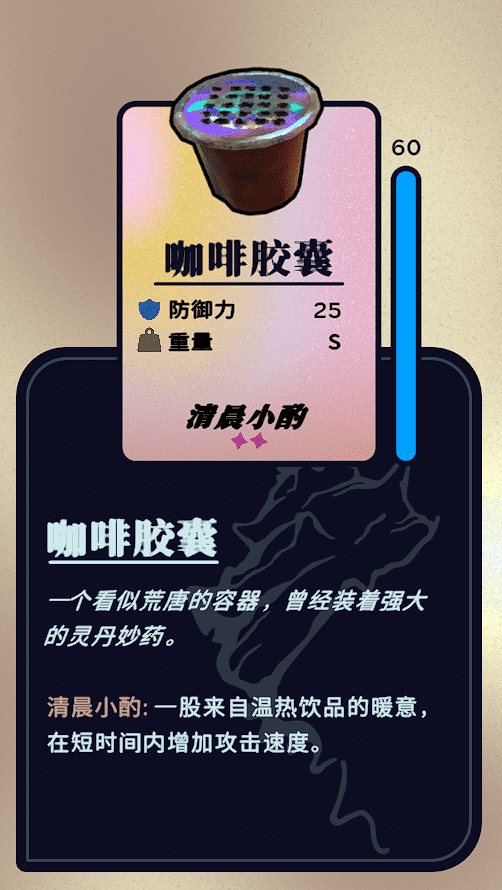 60
咖啡胶囊
防御力 25
重量 S
清晨小酌
咖啡胶囊
一个看似荒唐的容器，曾经装着强大
的灵丹妙药。
清晨小酌: 一股来自温热饮品的暖意，
在短时间内增加攻击速度。